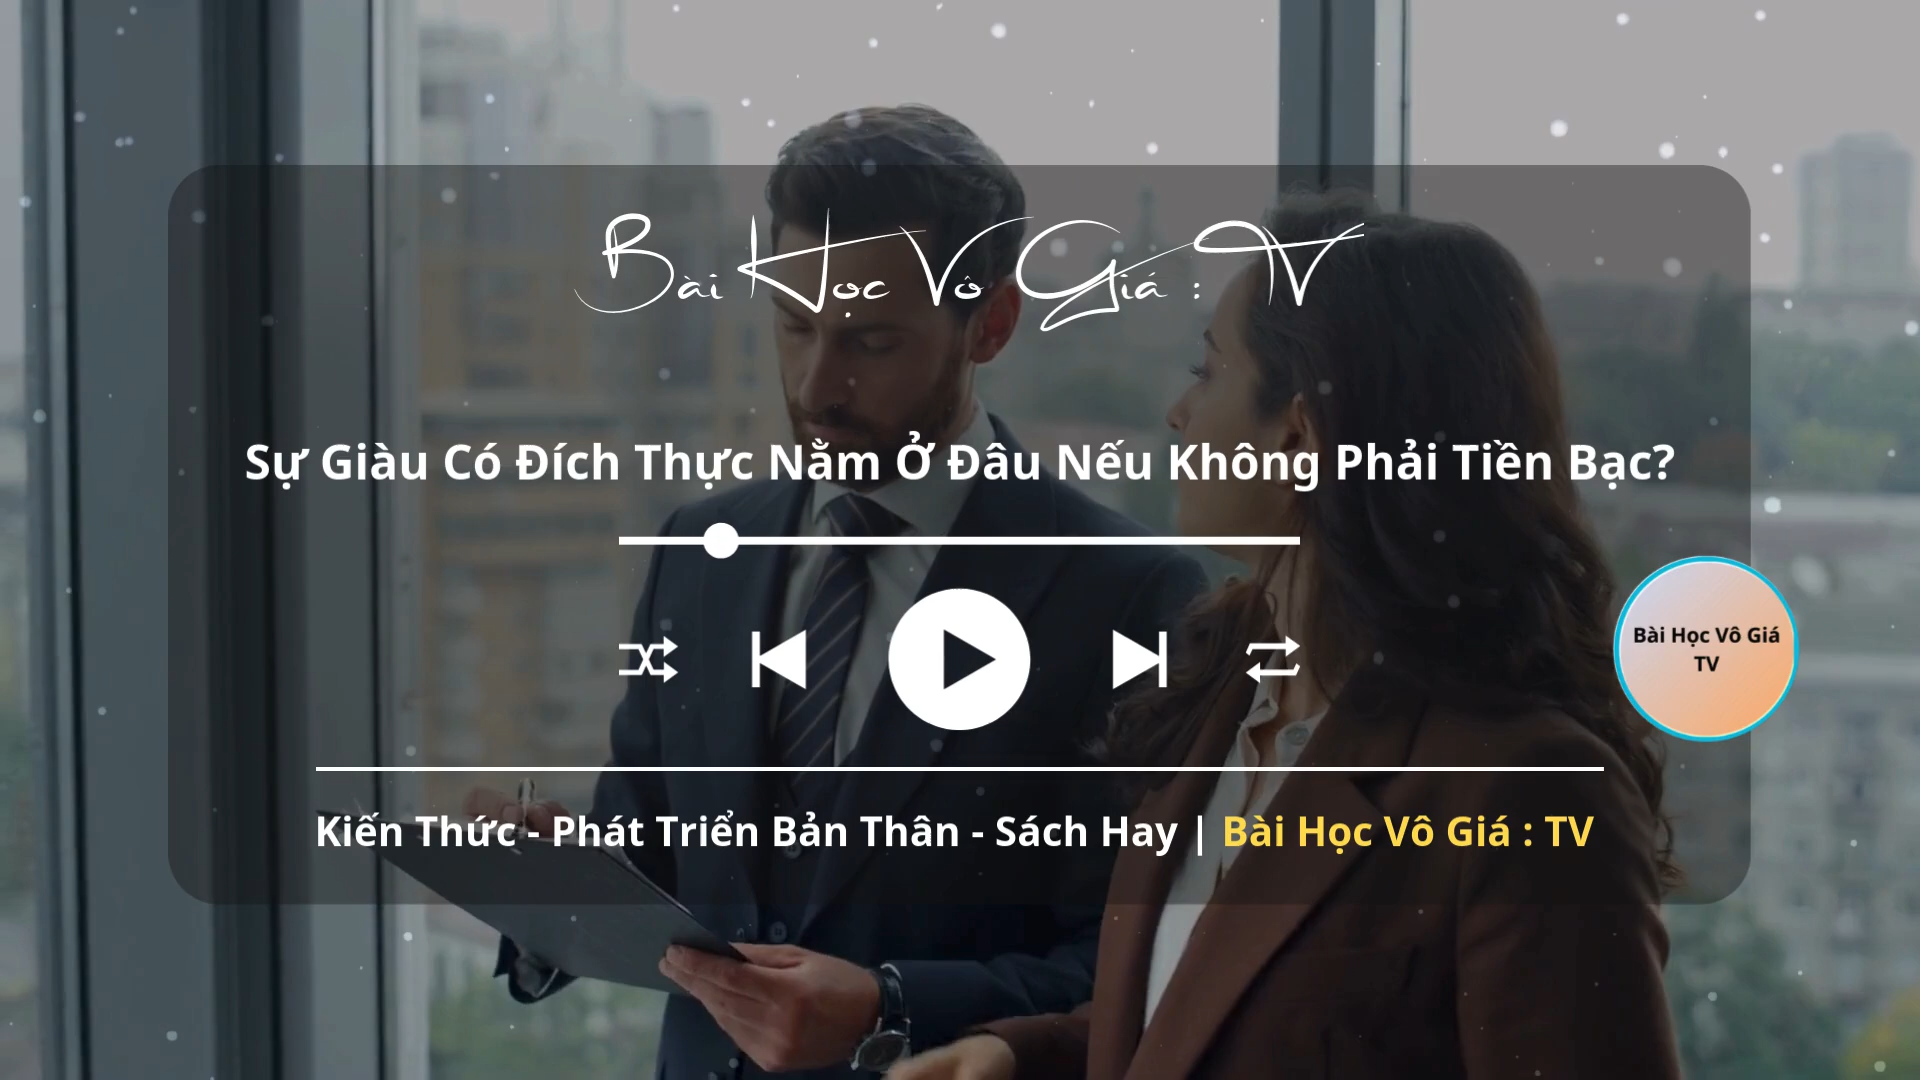 Bài Học Vô Giá : TV
Sự Giàu Có Đích Thực Nằm Ở Đâu Nếu Không Phải Tiền Bạc?
Bài Học Vô Giá
TV
Kiến Thức - Phát Triển Bản Thân - Sách Hay | Bài Học Vô Giá : TV